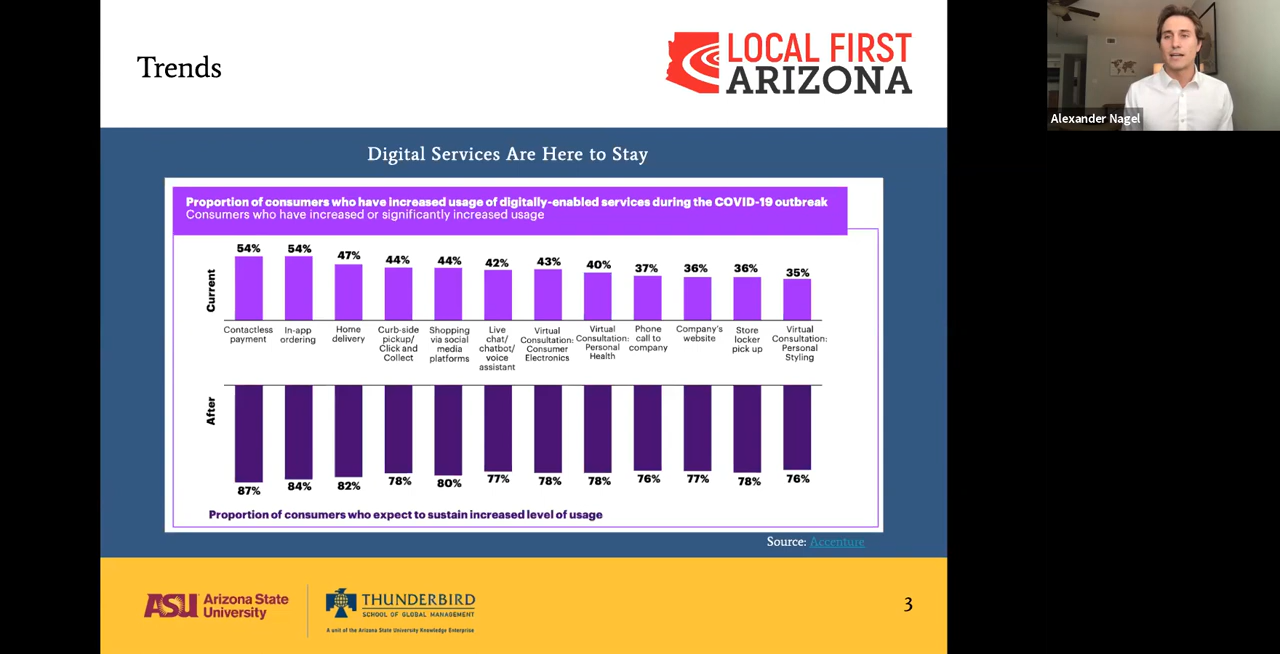 Trends
LOCAL FIRST
ARIZONA
Alexander Nagel
Digital Services Are Here to Stay
Proportion of consumers who have increased usage of digitally-enabled services during the COVID-19 outbreak
Consumers who have increased or significantly increased usage
Current
54%
54%
47%
44%
44%
42%
43%
40%
37%
36%
36%
35%
Contactless
payment
In-app
ordering
Home
delivery
Curb-side
pickup/
Click and
Collect
Shopping
via social
media
platforms
Live
chat/
chatbot/
voice
assistant
Virtual
Consultation:
Consumer
Electronics
Virtual
Consultation:
Personal
Health
Phone
call to
company
Company's
website
Store
locker
pick up
Virtual
Consultation:
Personal
Styling
After
87%
84%
82%
78%
80%
77%
78%
78%
76%
77%
78%
76%
Proportion of consumers who expect to sustain increased level of usage
Source: Accenture
ASU Arizona State
University
THUNDERBIRD
SCHOOL OF GLOBAL MANAGEMENT
A unit of the Arizona State University Knowledge Enterprise
3